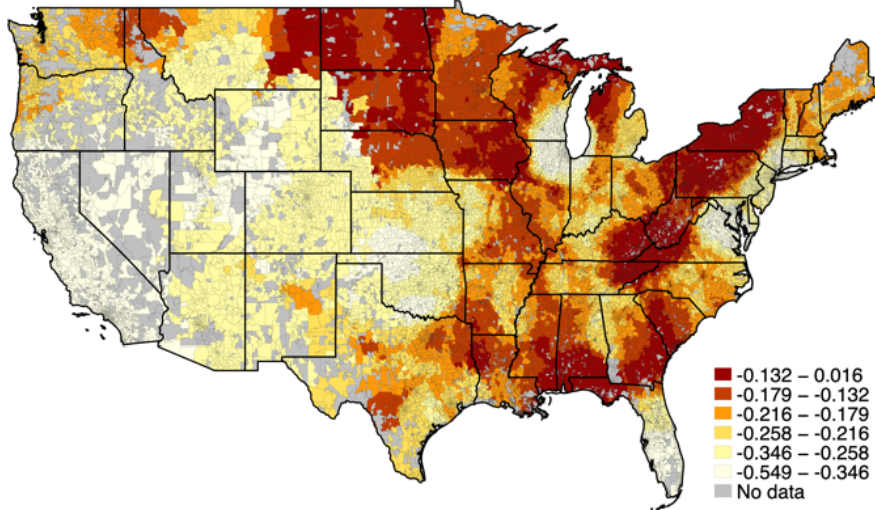 -0.132 – 0.016
-0.179 – -0.132
-0.216 – -0.179
-0.258 – -0.216
-0.346 – -0.258
-0.549 – -0.346
No data